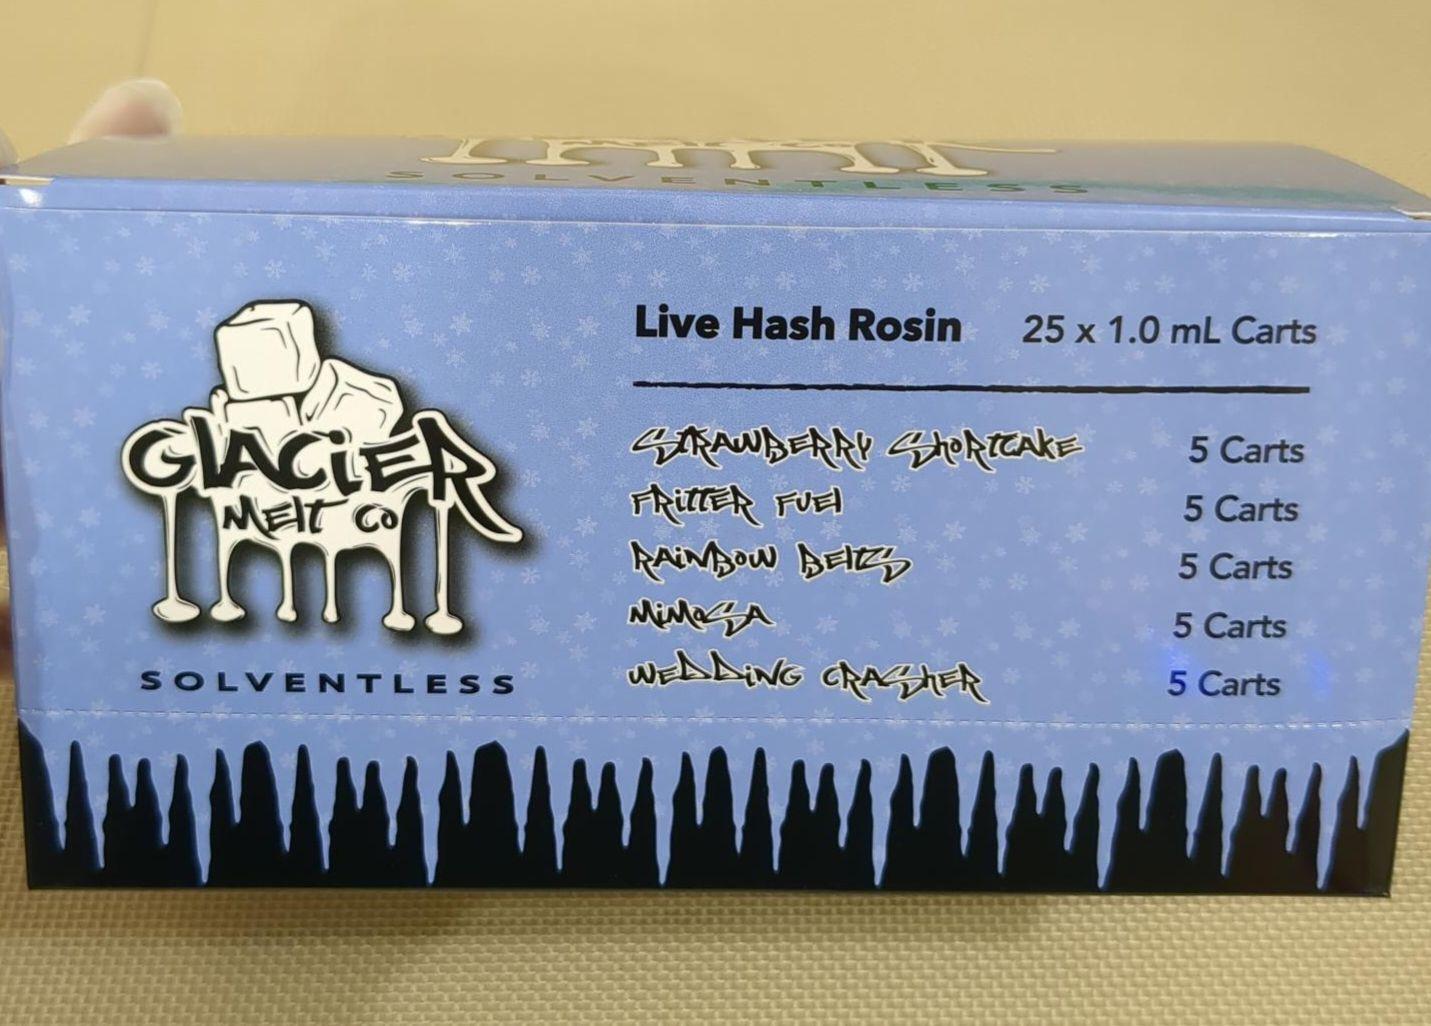 SOLVENTLESS
GLACIER
MELT CO
SOLVENTLESS
Live Hash Rosin 25 x 1.0 mL Carts
STRAWBERRY SHORTCAKE 5 Carts
FRITTER FUEL 5 Carts
RAINBOW BELTS 5 Carts
MIMOSA 5 Carts
WEDDING CRASHER 5 Carts